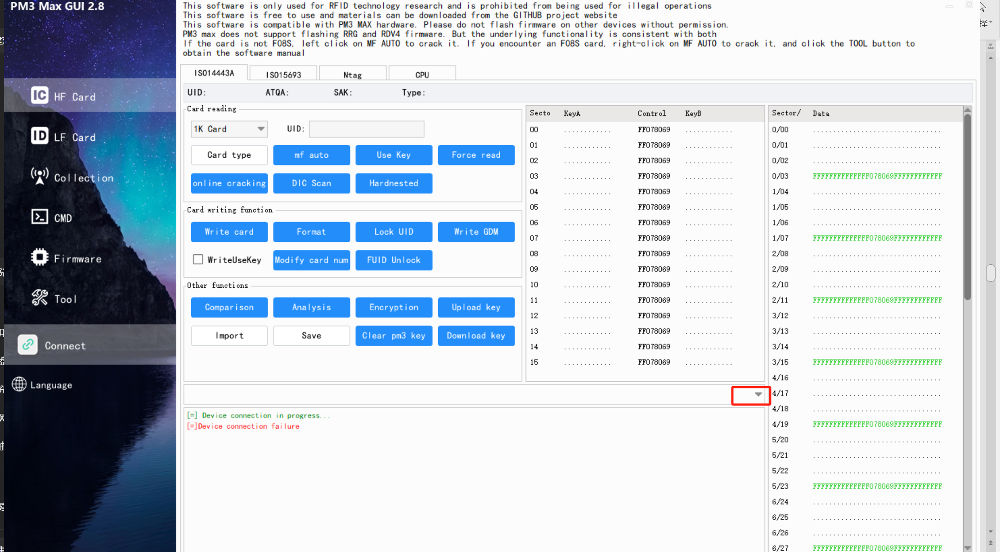 PM3 Max GUI 2.8
HF Card
LF Card
Collection
CMD
Firmware
Tool
Connect
Language
This software is only used for RFID technology research and is prohibited from being used for illegal operations
This software is free to use and materials can be downloaded from the GITHUB project website
This software is compatible with PM3 MAX hardware. Please do not flash firmware on other devices without permission.
PM3 max does not support flashing RRG and RDV4 firmware. But the underlying functionality is consistent with both
If the card is not F08S, left click on MF AUTO to crack it. If you encounter an F08S card, right-click on MF AUTO to crack it, and click the TOOL button to
obtain the software manual
ISO14443A ISO15693 Ntag CPU
UID: ATQA: SAK: Type:
Card reading
1K Card UID:
Card type mf auto Use Key Force read
online cracking DIC Scan Hardnested
Card writing function
Write card Format Lock UID Write GDM
WriteUseKey Modify card num FUID Unlock
Other functions
Comparison Analysis Encryption Upload key
Import Save Clear pm3 key Download key
Secto KeyA Control KeyB
00 ............ FF078069 ............
01 ............ FF078069 ............
02 ............ FF078069 ............
03 ............ FF078069 ............
04 ............ FF078069 ............
05 ............ FF078069 ............
06 ............ FF078069 ............
07 ............ FF078069 ............
08 ............ FF078069 ............
09 ............ FF078069 ............
10 ............ FF078069 ............
11 ............ FF078069 ............
12 ............ FF078069 ............
13 ............ FF078069 ............
14 ............ FF078069 ............
15 ............ FF078069 ............
Sector/ Data
0/00 ................................
0/01 ................................
0/02 ................................
0/03 FFFFFFFFFFFFFF078069FFFFFFFFFFFF
1/04 ................................
1/05 ................................
1/06 ................................
1/07 FFFFFFFFFFFFFF078069FFFFFFFFFFFF
2/08 ................................
2/09 ................................
2/10 ................................
2/11 FFFFFFFFFFFFFF078069FFFFFFFFFFFF
3/12 ................................
3/13 ................................
3/14 ................................
3/15 FFFFFFFFFFFFFF078069FFFFFFFFFFFF
4/16 ................................
4/17 ................................
4/18 ................................
4/19 FFFFFFFFFFFFFF078069FFFFFFFFFFFF
5/20 ................................
5/21 ................................
5/22 ................................
5/23 FFFFFFFFFFFFFF078069FFFFFFFFFFFF
6/24 ................................
6/25 ................................
6/26 ................................
6/27 FFFFFFFFFFFFFF078069FFFFFFFFFFFF
[=] Device connection in progress...
[=]Device connection failure
择